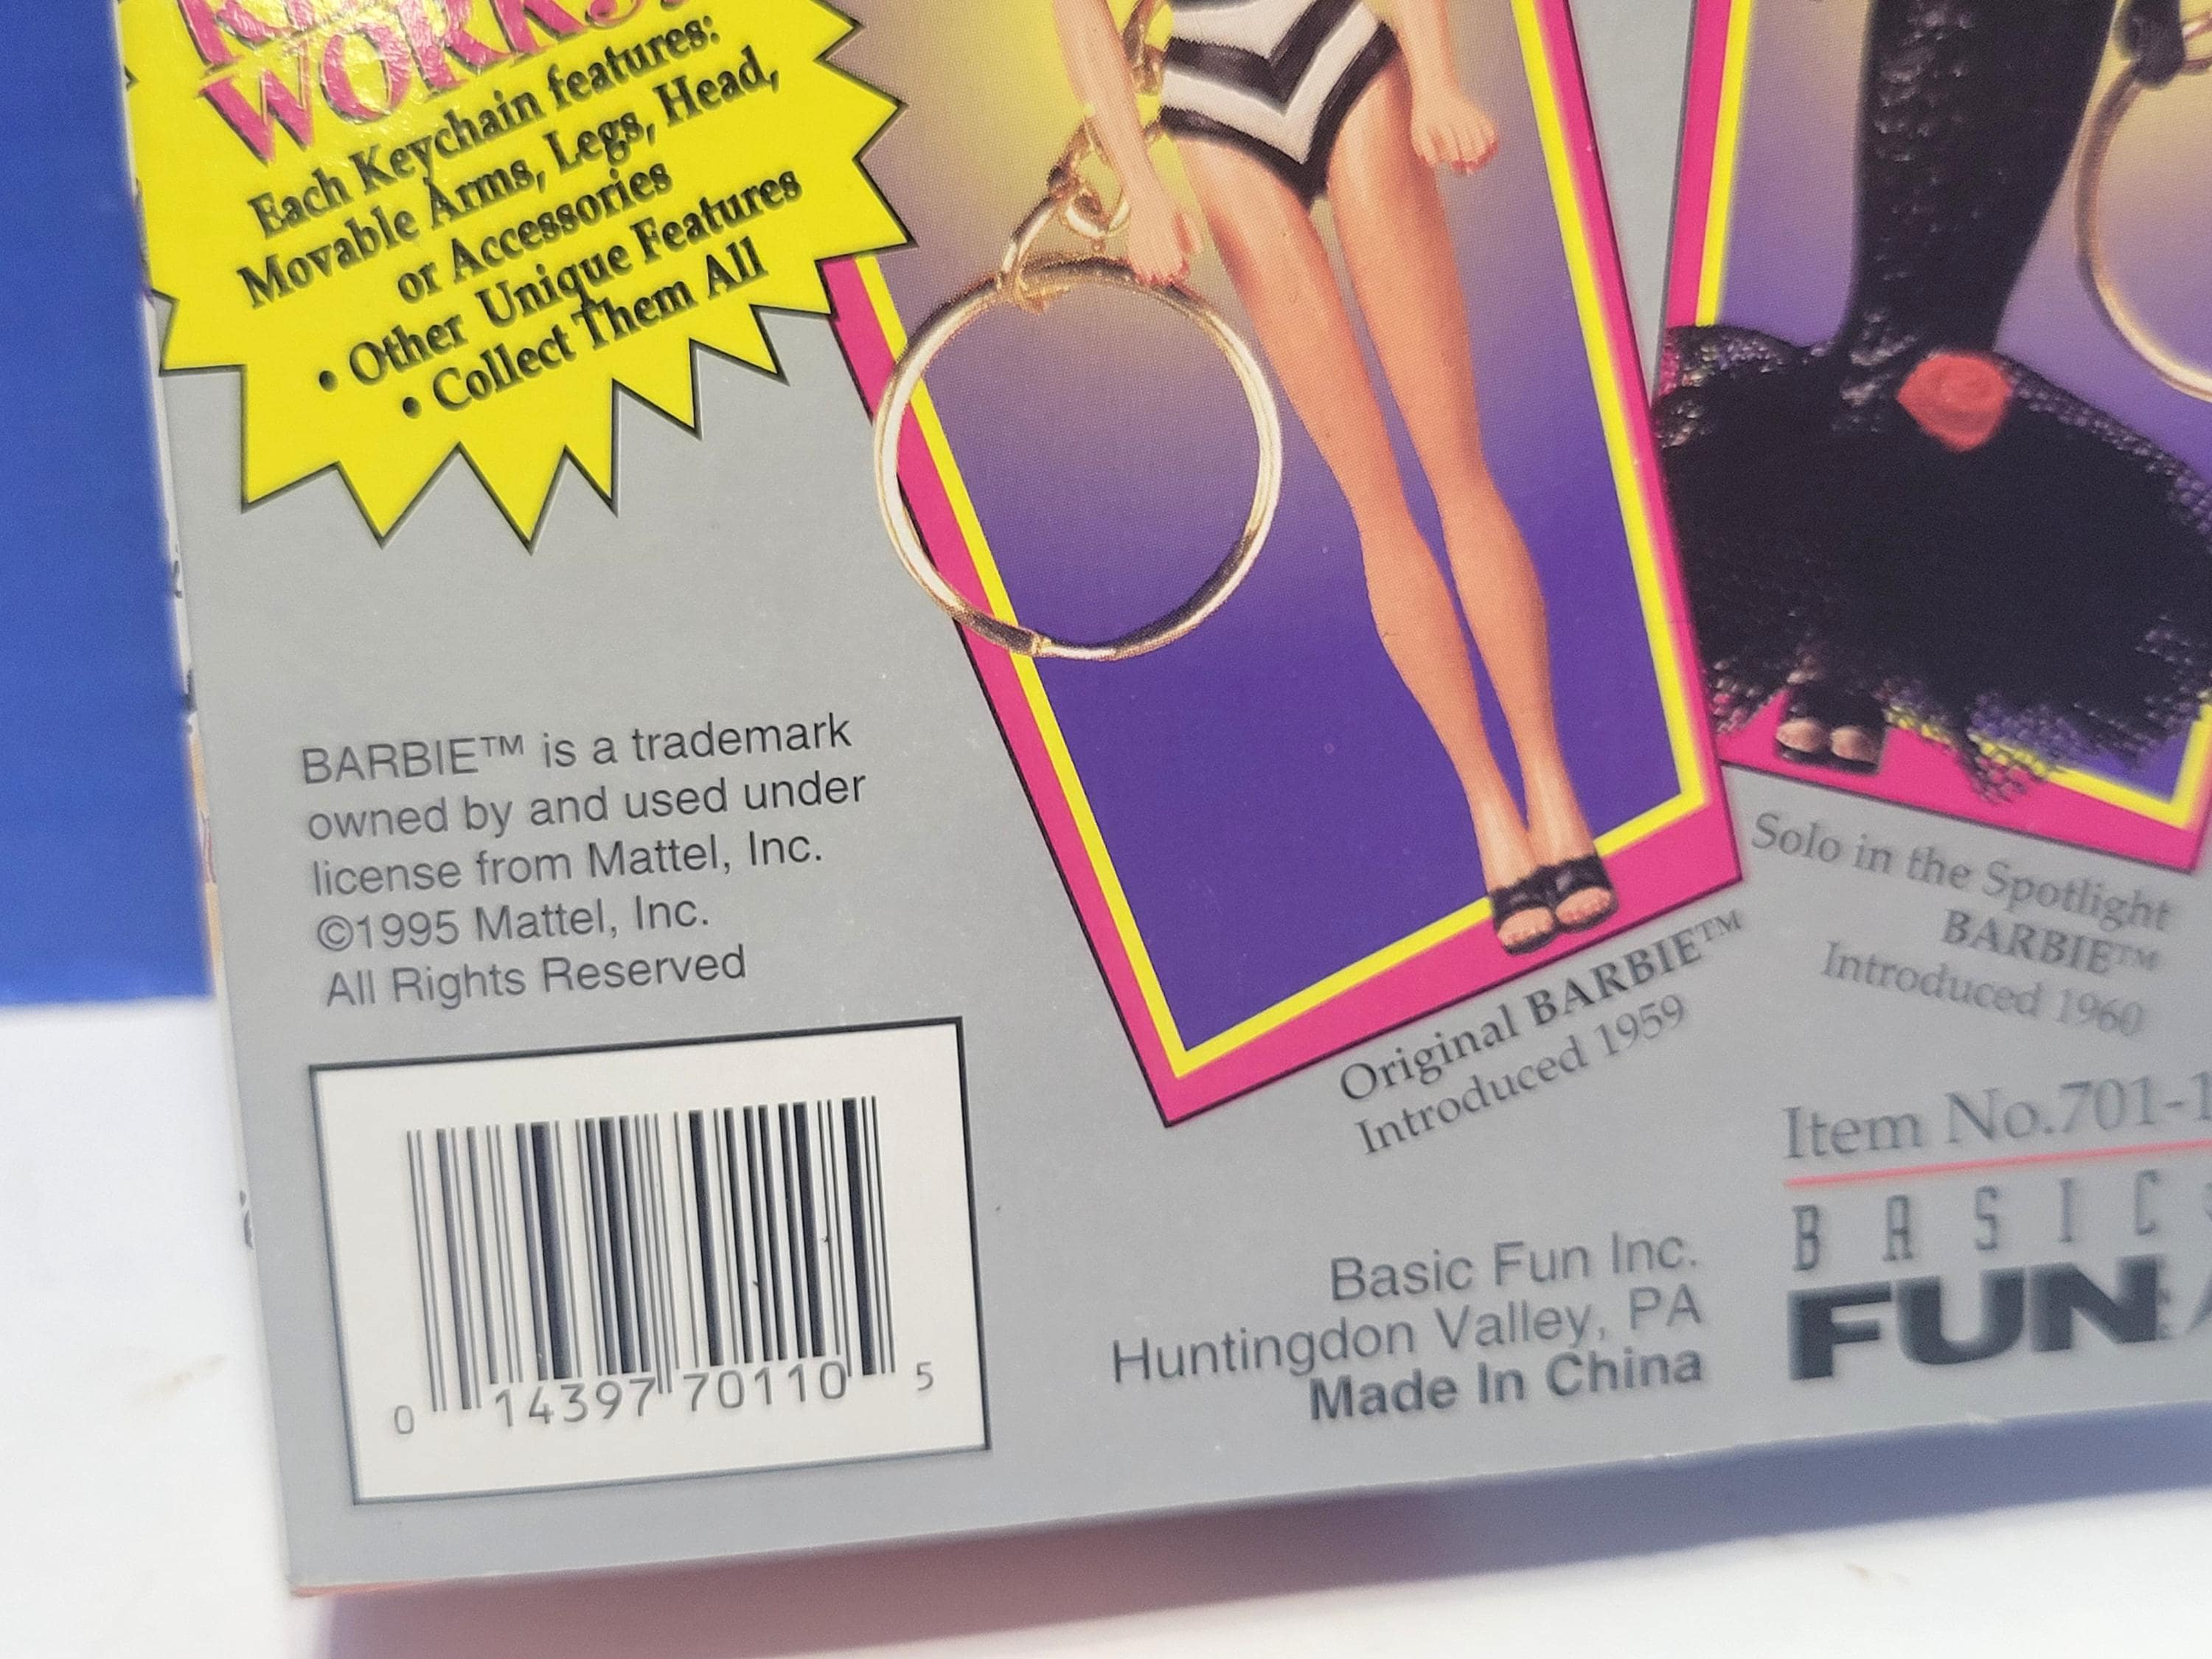 WORKS
Each Keychain features:
Movable Arms, Legs, Head,
or Accessories
• Other Unique Features
• Collect Them All
BARBIE™ is a trademark
owned by and used under
license from Mattel, Inc.
©1995 Mattel, Inc.
All Rights Reserved
0 14397 70110 5
Original BARBIE™
Introduced 1959
Solo in the Spotlight
BARBIE™
Introduced 1960
Item No.701-1
BASIC
FUN
Basic Fun Inc.
Huntingdon Valley, PA
Made In China